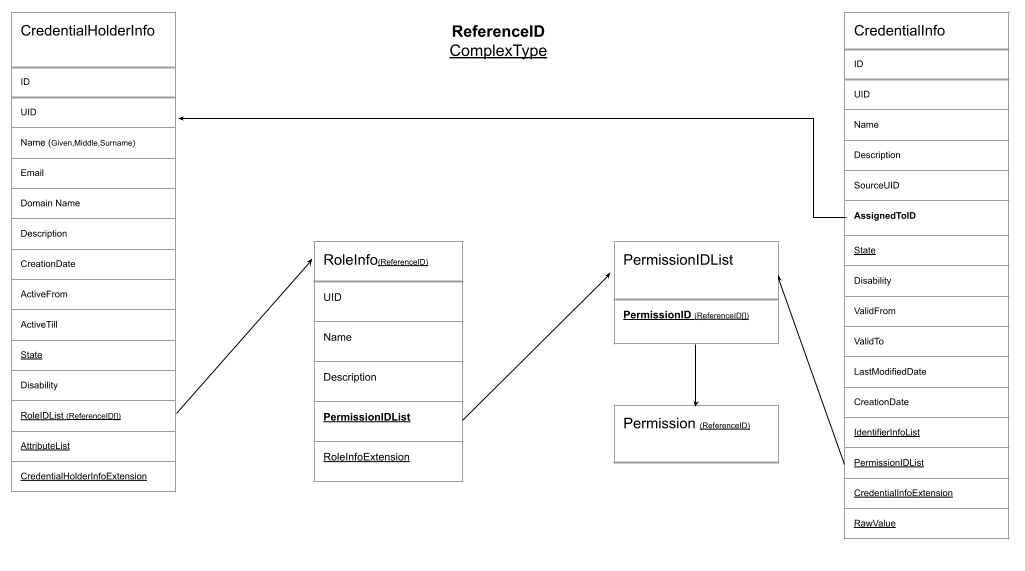 CredentialHolderInfo
ID
UID
Name (Given,Middle,Surname)
Email
Domain Name
Description
CreationDate
ActiveFrom
ActiveTill
State
Disability
RoleIDList (ReferenceID[])
AttributeList
CredentialHolderInfoExtension
ReferenceID
ComplexType
RoleInfo(ReferenceID)
UID
Name
Description
PermissionIDList
RoleInfoExtension
PermissionIDList
PermissionID (ReferenceID[])
Permission (ReferenceID)
CredentialInfo
ID
UID
Name
Description
SourceUID
AssignedToID
State
Disability
ValidFrom
ValidTo
LastModifiedDate
CreationDate
IdentifierInfoList
PermissionIDList
CredentialInfoExtension
RawValue